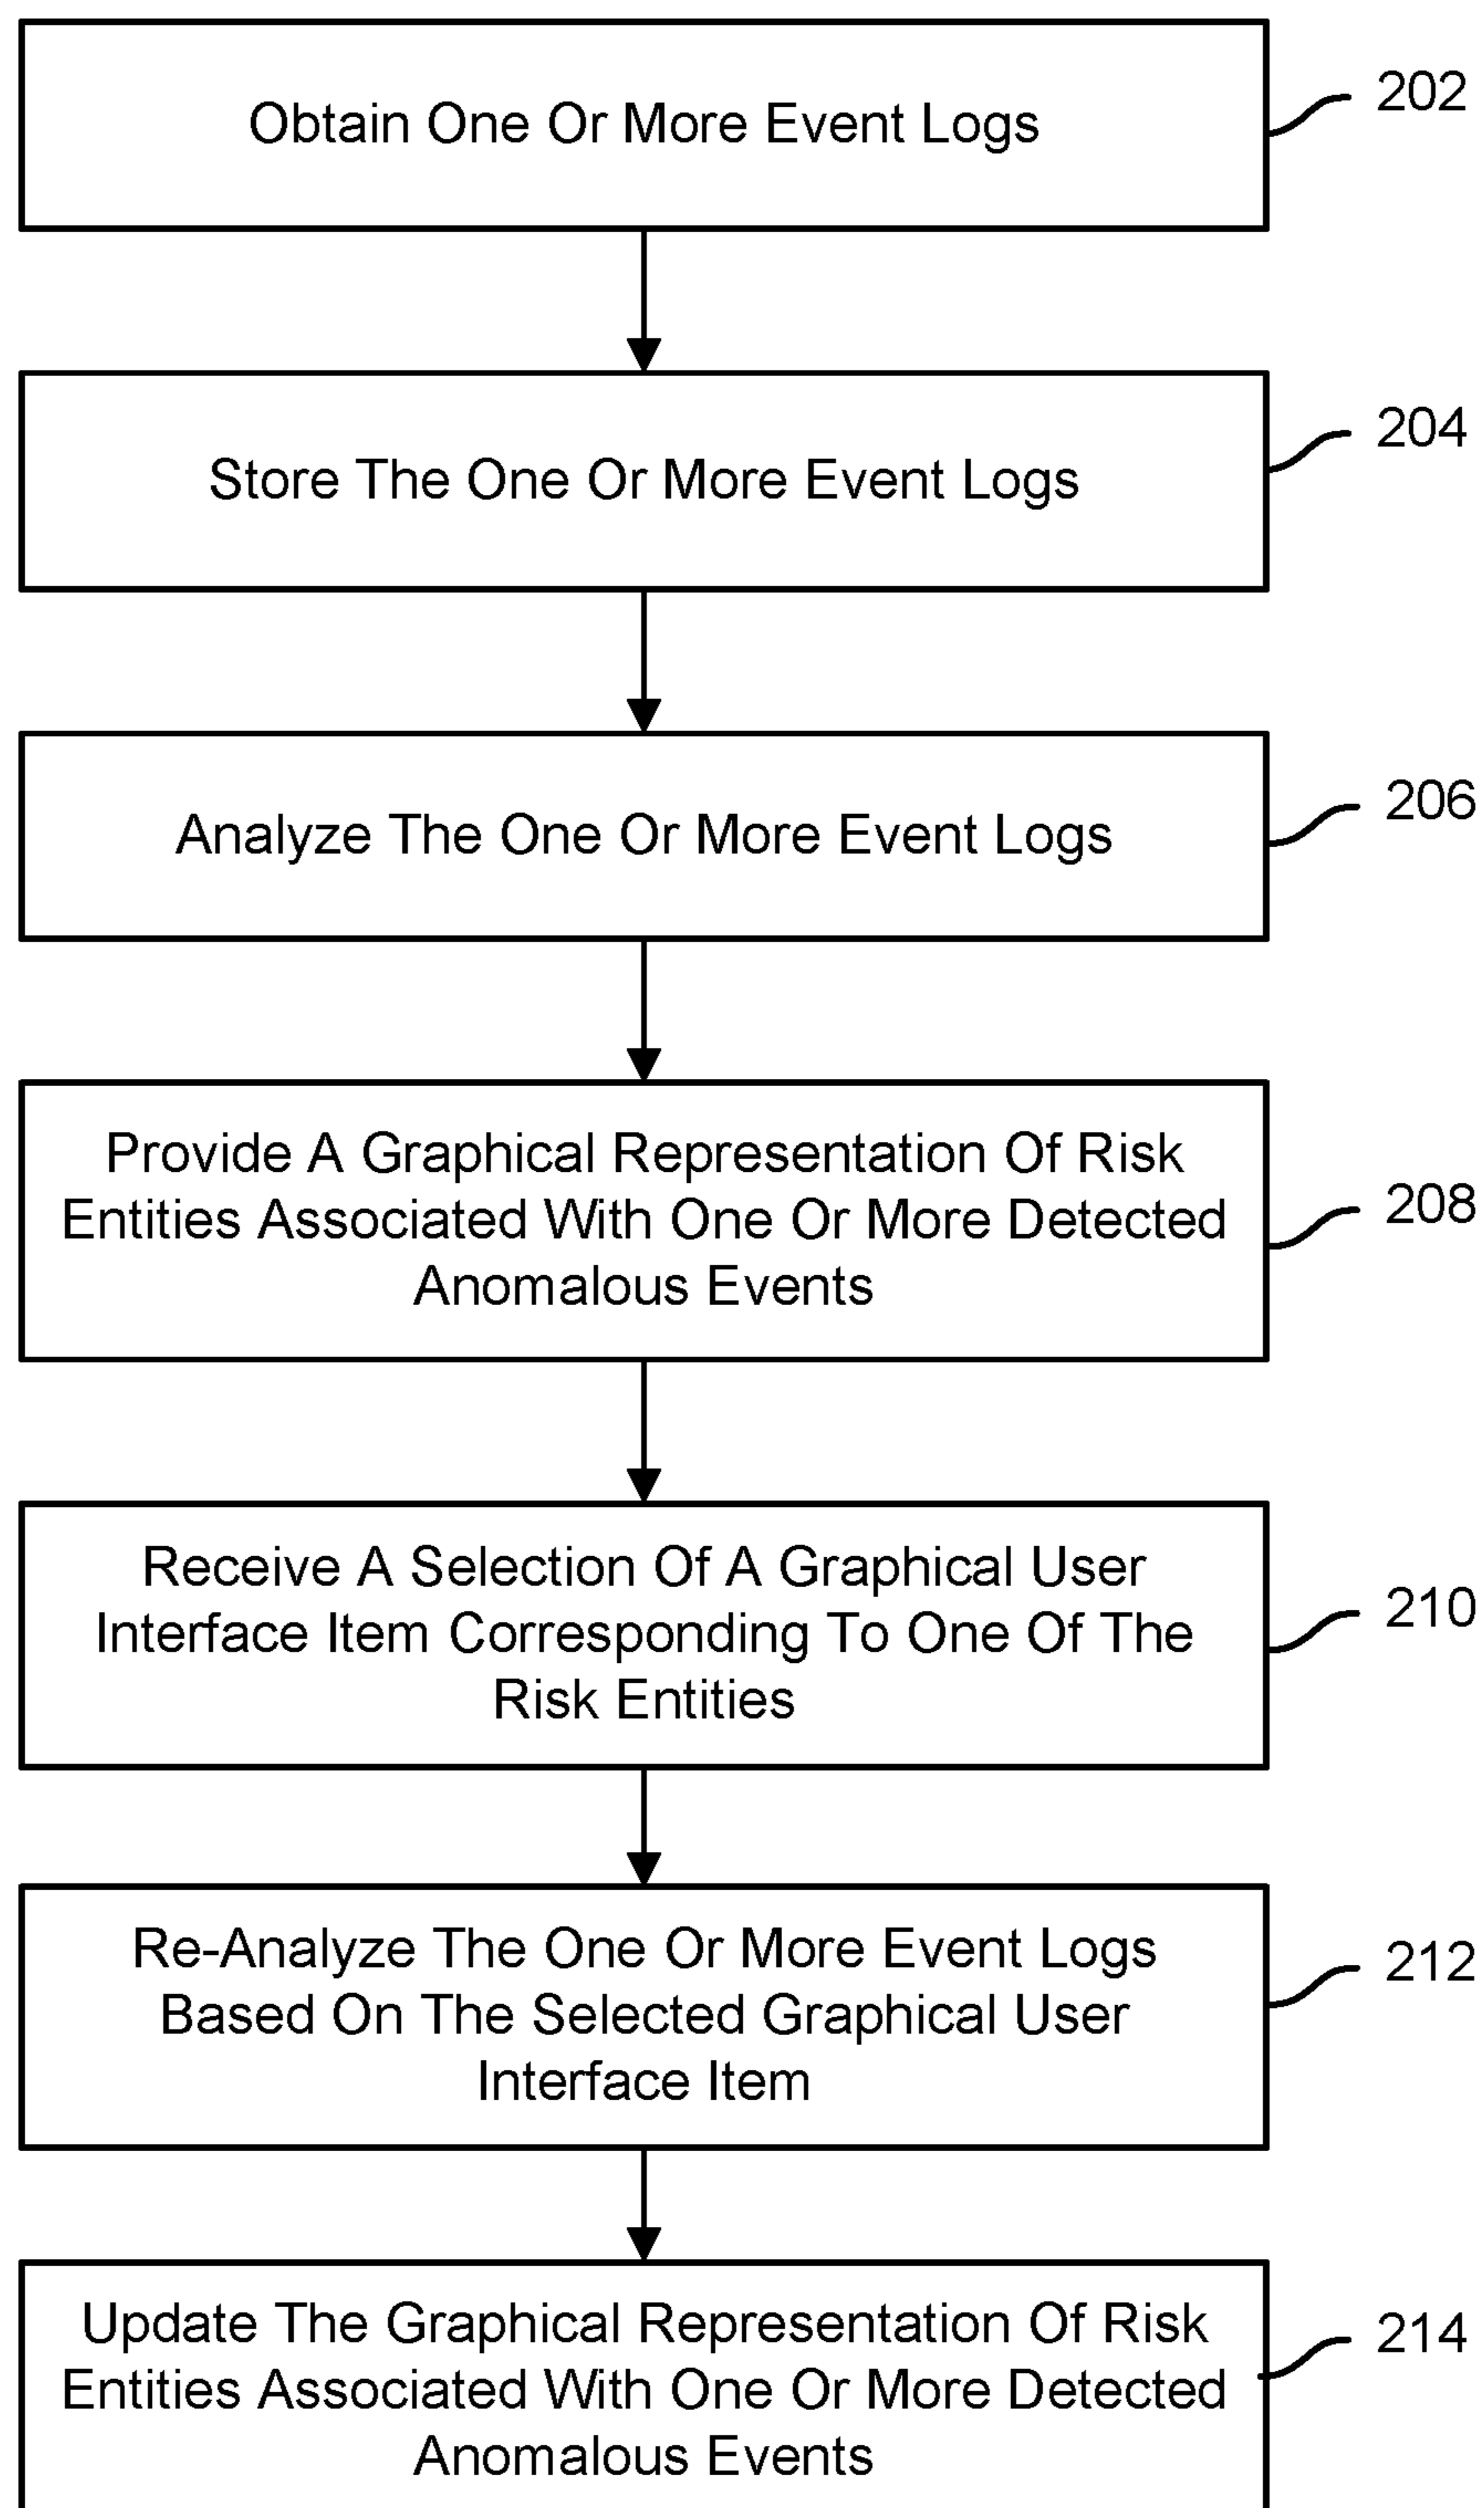 Obtain One Or More Event Logs
202
Store The One Or More Event Logs
204
Analyze The One Or More Event Logs
206
Provide A Graphical Representation Of Risk
Entities Associated With One Or More Detected
Anomalous Events
208
Receive A Selection Of A Graphical User
Interface Item Corresponding To One Of The
Risk Entities
210
Re-Analyze The One Or More Event Logs
Based On The Selected Graphical User
Interface Item
212
Update The Graphical Representation Of Risk
Entities Associated With One Or More Detected
Anomalous Events
214